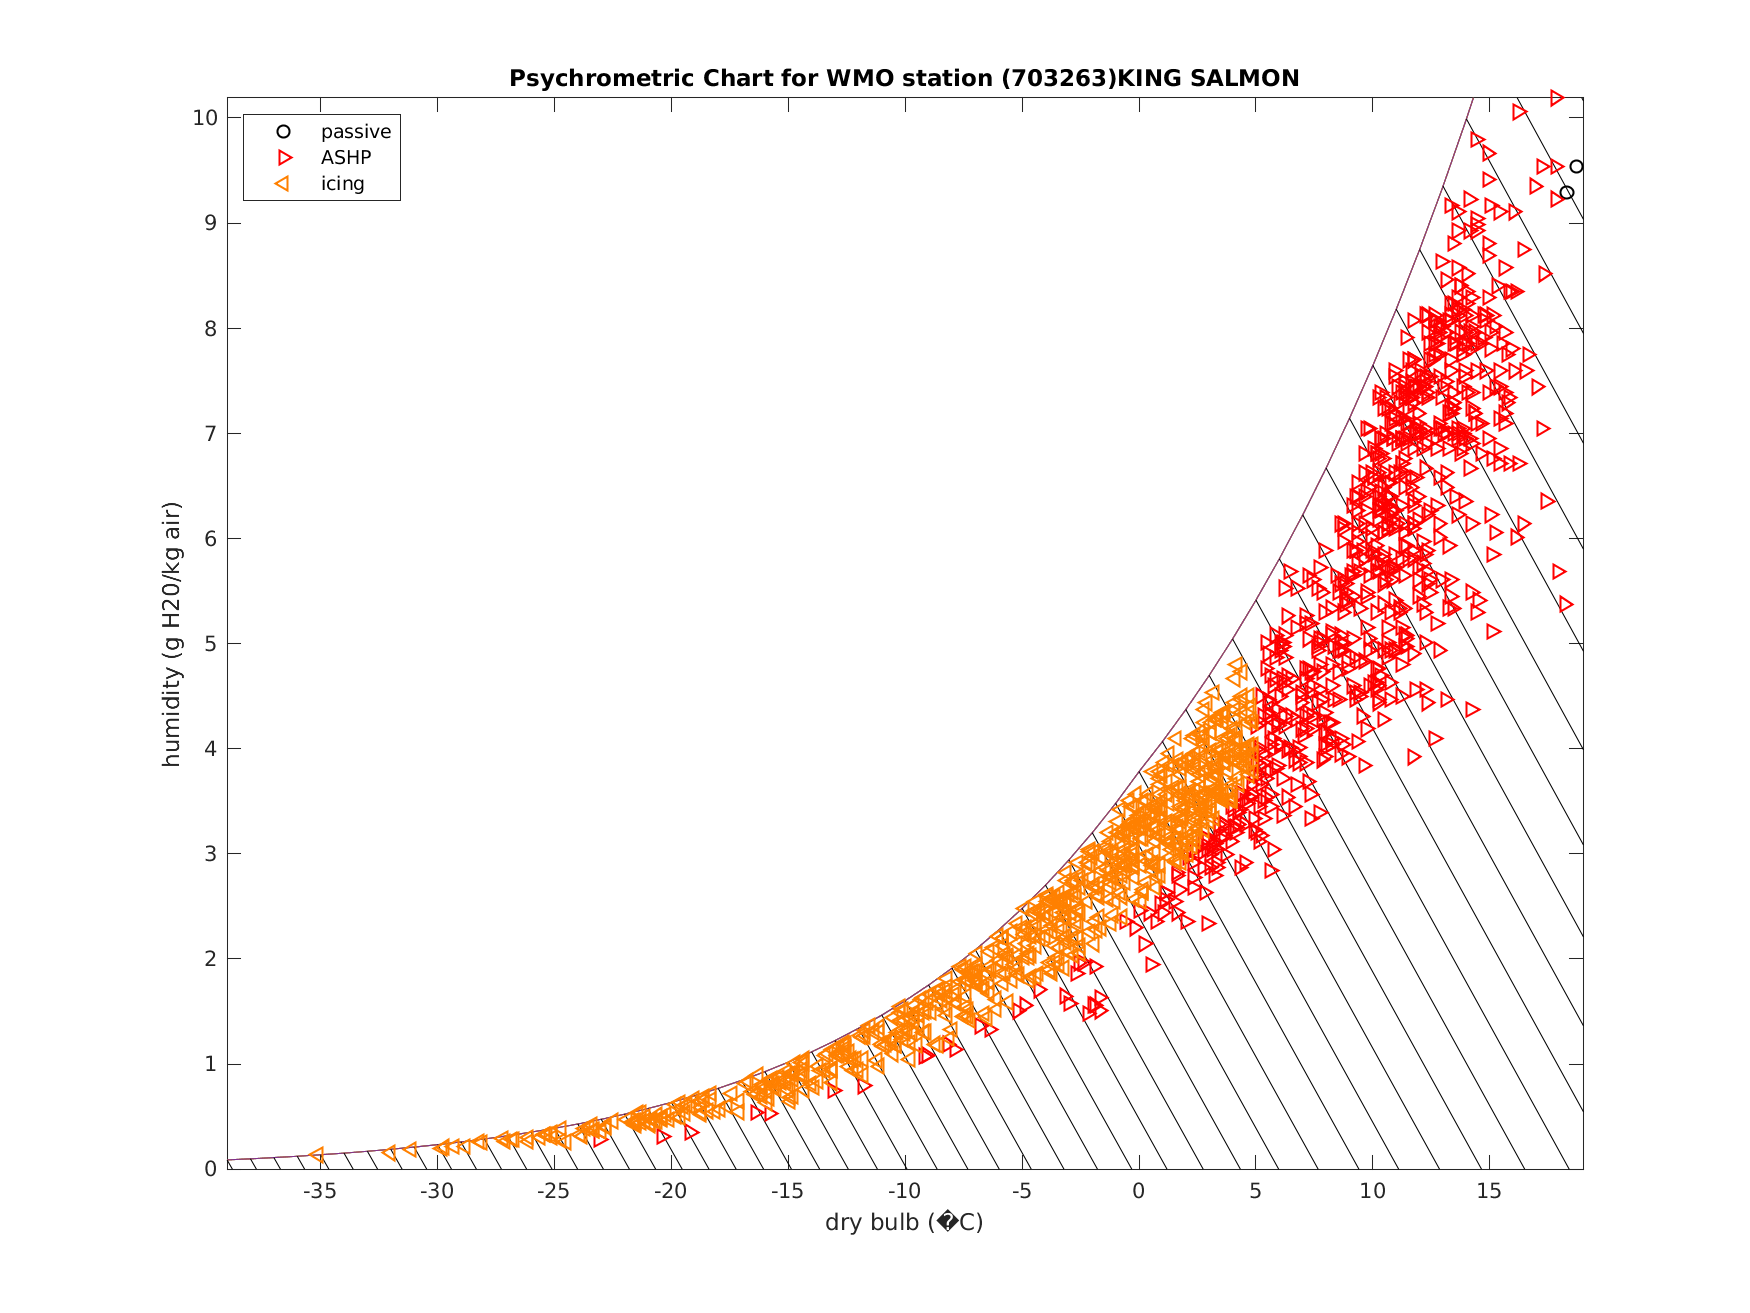 Psychrometric Chart for WMO station (703263)KING SALMON
passive
ASHP
icing
10
9
8
7
6
5
4
3
2
1
0
humidity (g H20/kg air)
-35 -30 -25 -20 -15 -10 -5 0 5 10 15
dry bulb (�C)